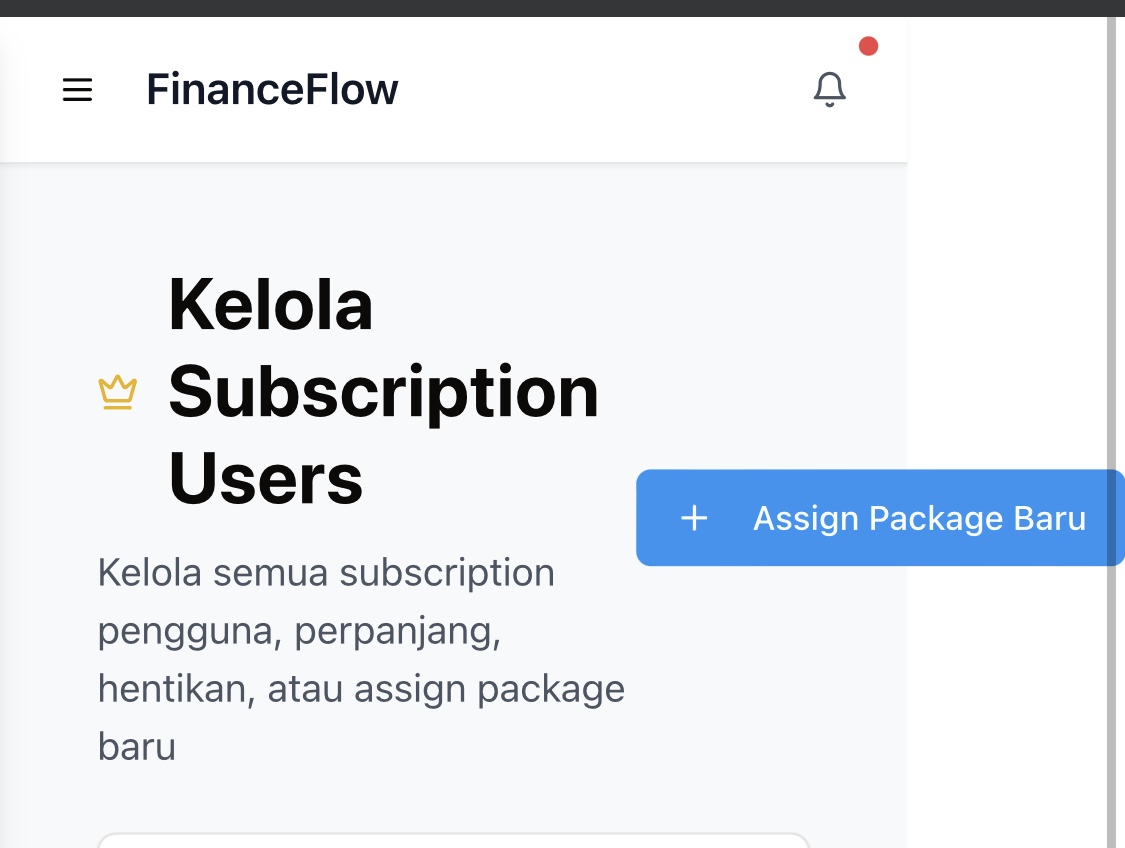 FinanceFlow
Kelola
Subscription
Users
Assign Package Baru
Kelola semua subscription
pengguna, perpanjang,
hentikan, atau assign package
baru